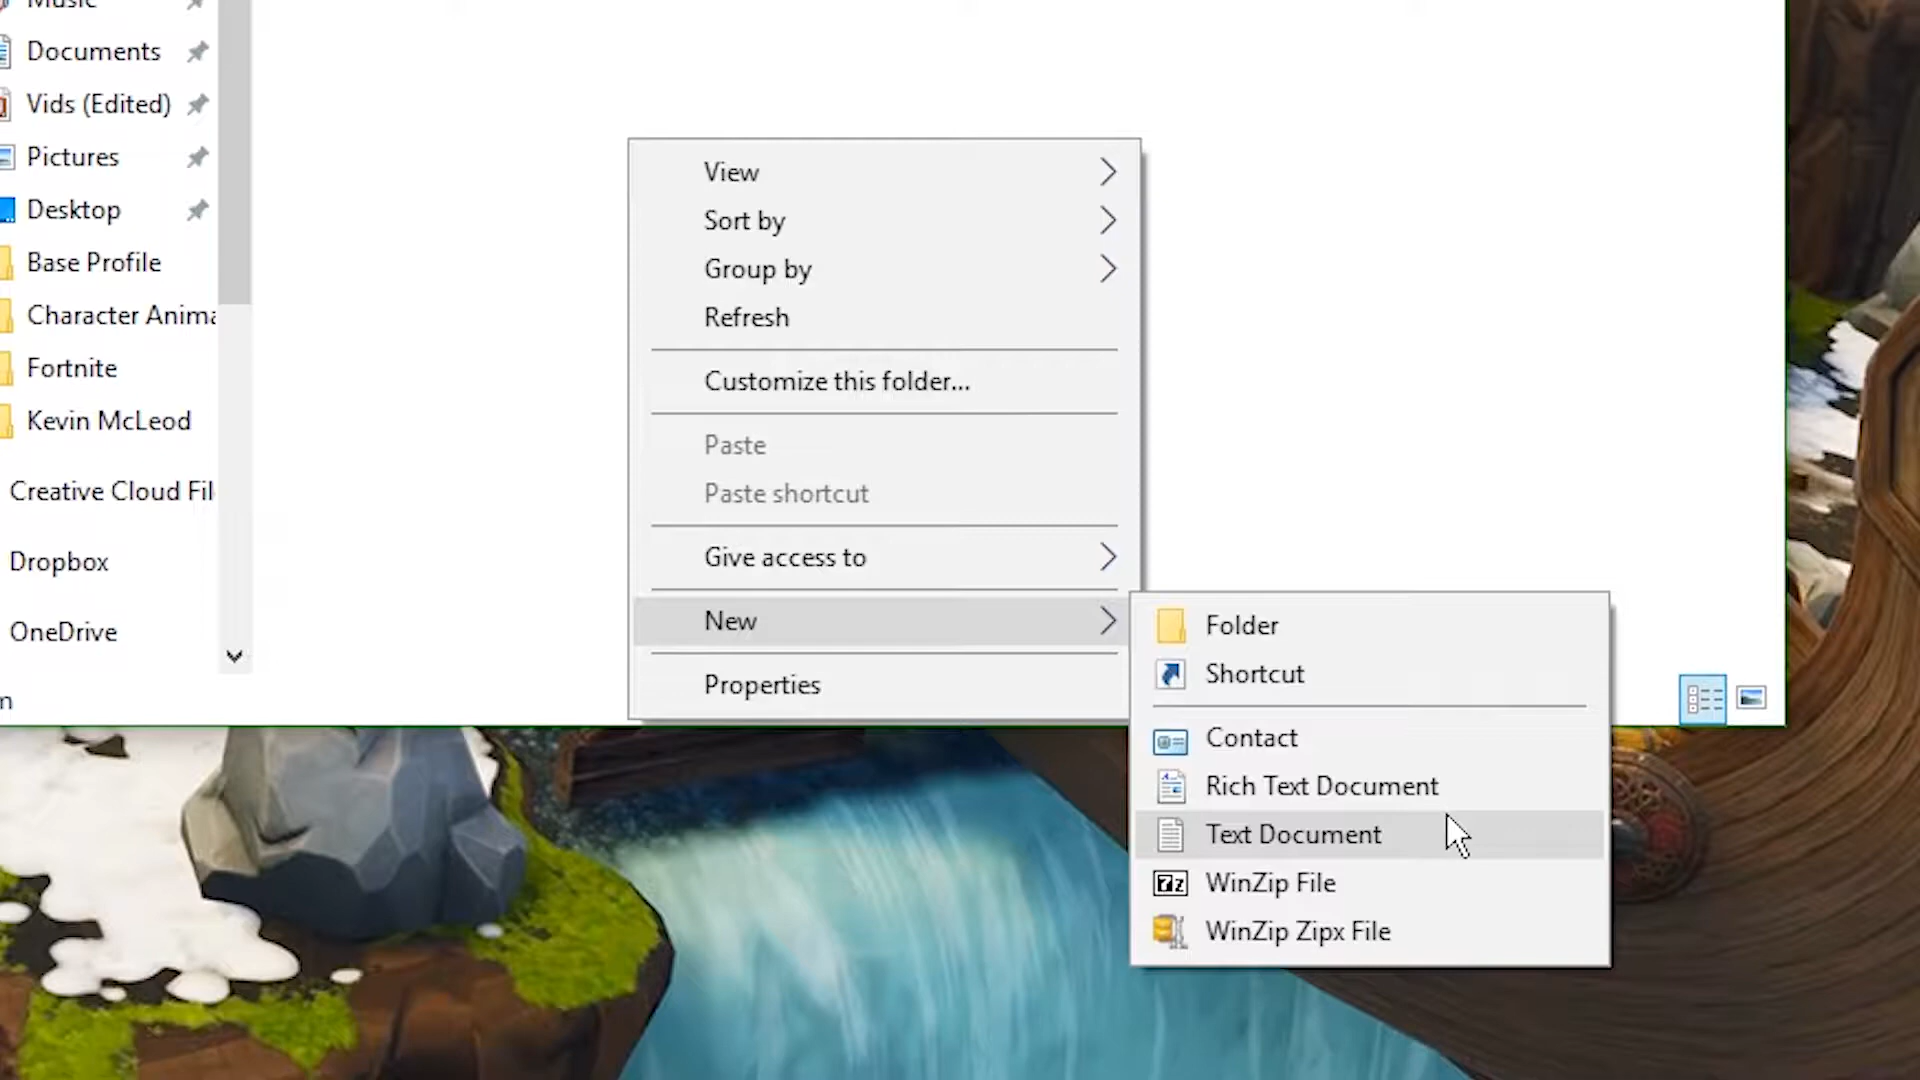 Music
Documents
Vids (Edited)
Pictures
Desktop
Base Profile
Character Anima
Fortnite
Kevin McLeod
Creative Cloud Fil
Dropbox
OneDrive
n
View
Sort by
Group by
Refresh
Customize this folder...
Paste
Paste shortcut
Give access to
New
Properties
Folder
Shortcut
Contact
Rich Text Document
Text Document
WinZip File
WinZip Zipx File